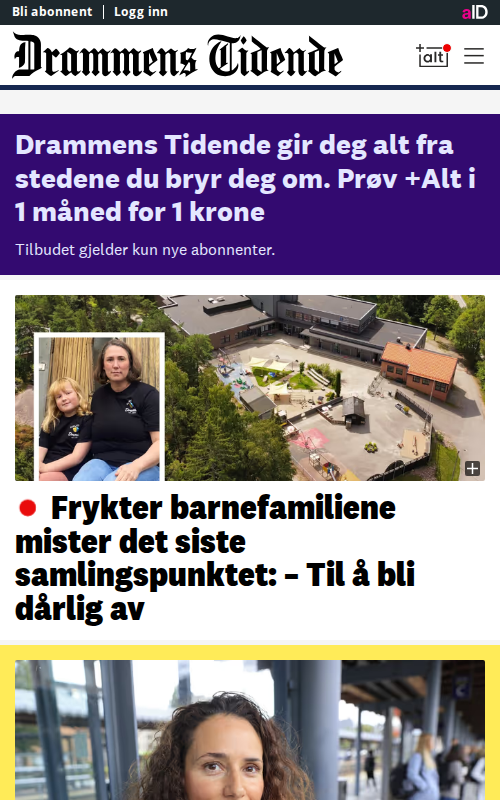 Bli abonnent | Logg inn
aID
Drammens Tidende
+alt
Drammens Tidende gir deg alt fra
stedene du bryr deg om. Prøv +Alt i
1 måned for 1 krone
Tilbudet gjelder kun nye abonnenter.
Frykter barnefamiliene
mister det siste
samlingspunktet: – Til å bli
dårlig av